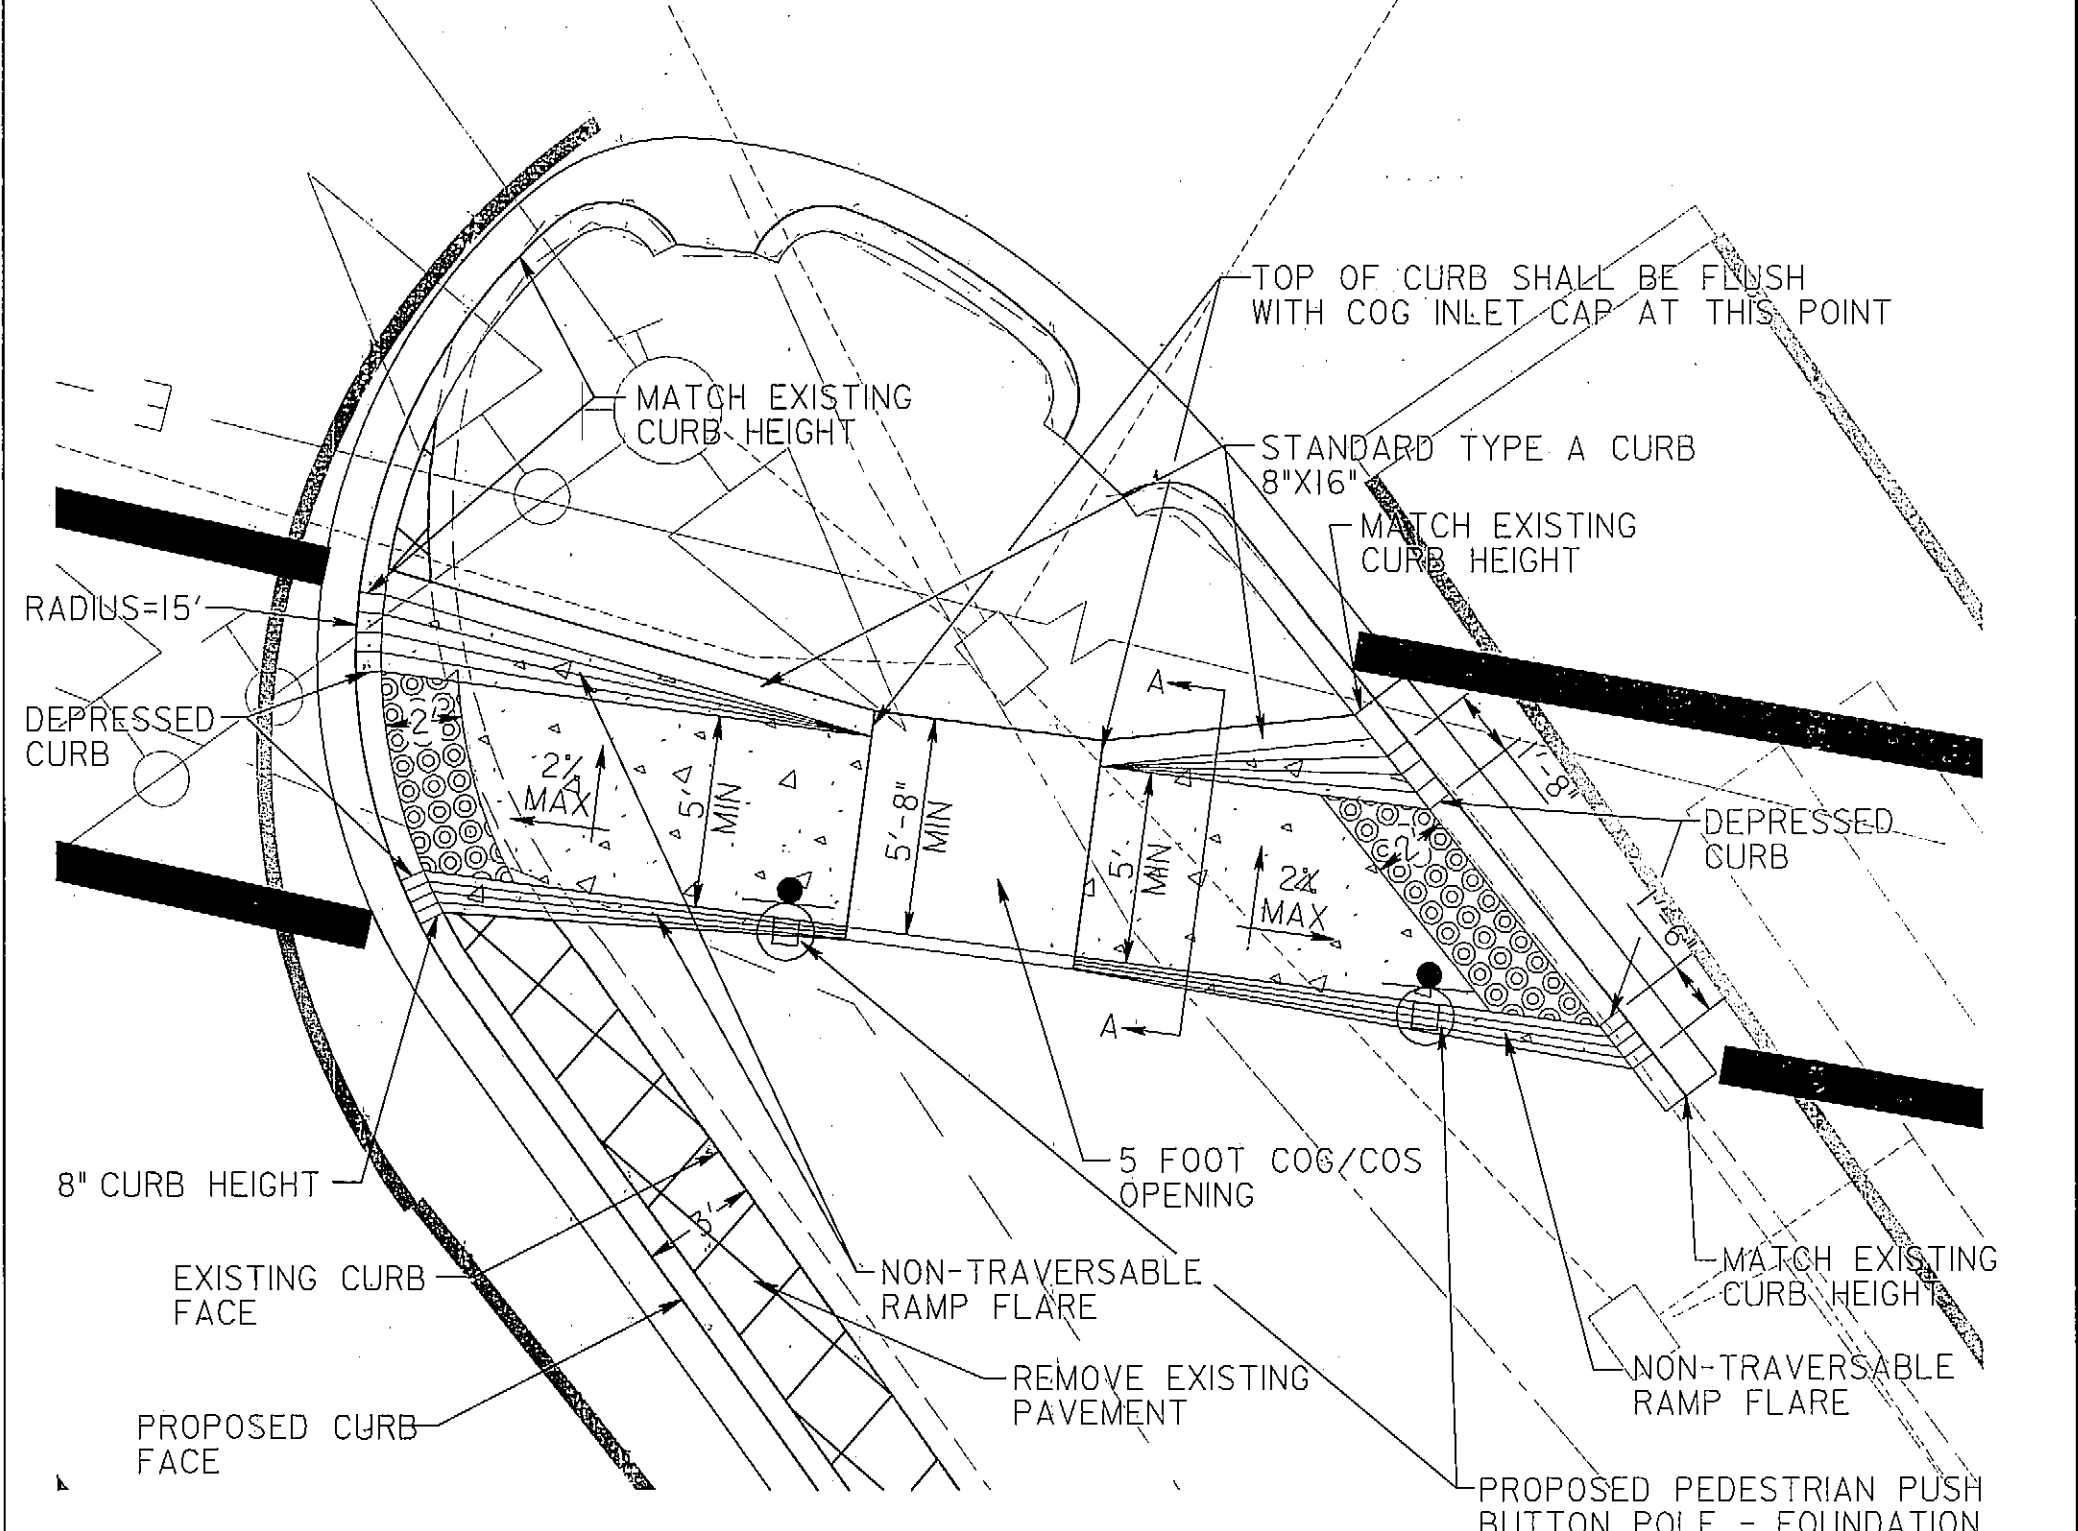 TOP OF CURB SHALL BE FLUSH
WITH COG INLET CAP AT THIS POINT
MATCH EXISTING
CURB HEIGHT
STANDARD TYPE A CURB
8"X16"
MATCH EXISTING
CURB HEIGHT
RADIUS=15'
DEPRESSED
CURB
2'
2%
MAX
5'
MIN
5'-8"
MIN
A
5'
MIN
2%
MAX
2'
1'-8"
DEPRESSED
CURB
A
8" CURB HEIGHT
5 FOOT COG/COS
OPENING
3'
EXISTING CURB
FACE
NON-TRAVERSABLE
RAMP FLARE
MATCH EXISTING
CURB HEIGHT
REMOVE EXISTING
PAVEMENT
NON-TRAVERSABLE
RAMP FLARE
PROPOSED CURB
FACE
PROPOSED PEDESTRIAN PUSH
BUTTON POLE - FOUNDATION